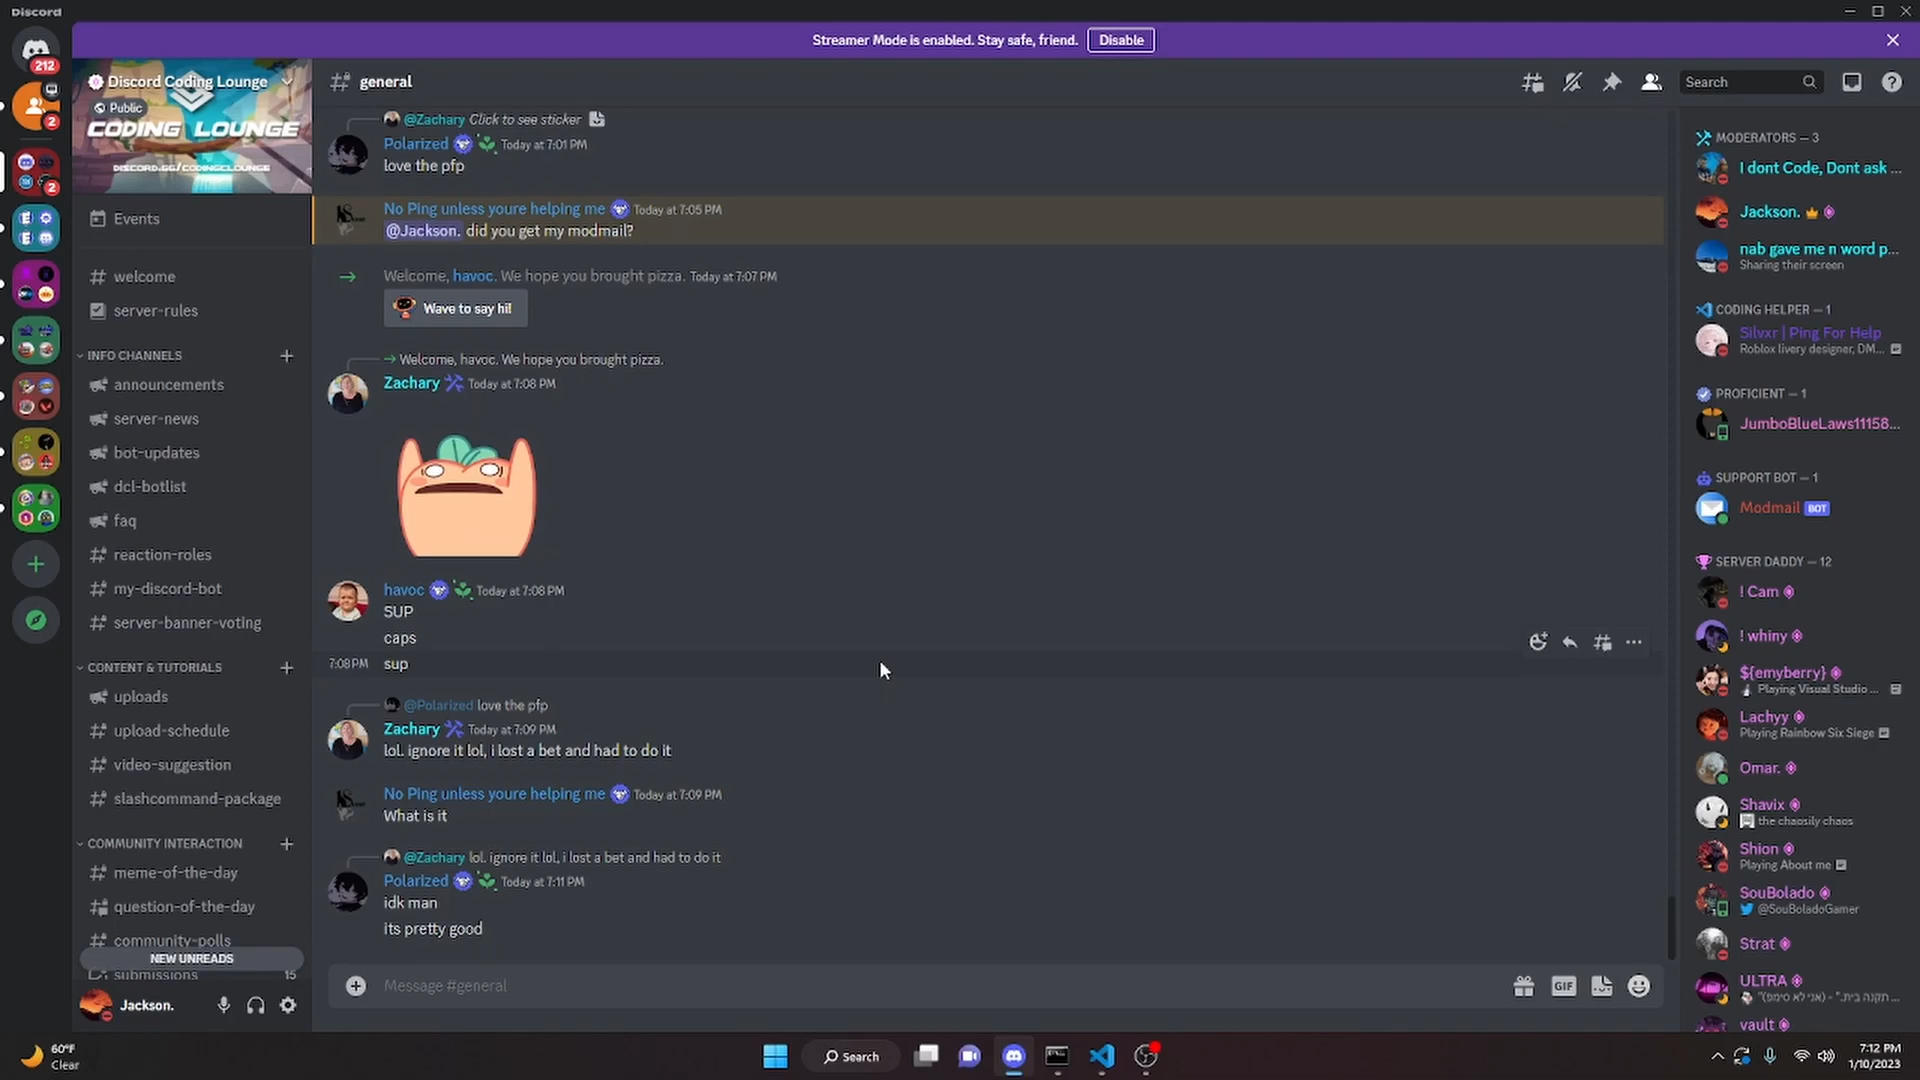 Discord
Streamer Mode is enabled. Stay safe, friend.
Disable
212
2
2
Discord Coding Lounge
Public
CODING LOUNGE
DISCORD.GG/CODINGCLOUNGE
Events
welcome
server-rules
INFO CHANNELS
announcements
server-news
bot-updates
dcl-botlist
faq
reaction-roles
my-discord-bot
server-banner-voting
CONTENT & TUTORIALS
uploads
upload-schedule
video-suggestion
slashcommand-package
COMMUNITY INTERACTION
meme-of-the-day
question-of-the-day
community-polls
NEW UNREADS
submissions 15
Jackson.
general
Search
@Zachary Click to see sticker
Polarized Today at 7:01 PM
love the pfp
No Ping unless youre helping me Today at 7:05 PM
@Jackson. did you get my modmail?
Welcome, havoc. We hope you brought pizza. Today at 7:07 PM
Wave to say hi!
Welcome, havoc. We hope you brought pizza.
Zachary Today at 7:08 PM
havoc Today at 7:08 PM
SUP
caps
7:08 PM sup
@Polarized love the pfp
Zachary Today at 7:09 PM
lol. ignore it lol, i lost a bet and had to do it
No Ping unless youre helping me Today at 7:09 PM
What is it
@Zachary lol. ignore it lol, i lost a bet and had to do it
Polarized Today at 7:11 PM
idk man
its pretty good
Message #general
GIF
MODERATORS — 3
I dont Code, Dont ask ...
Jackson.
nab gave me n word p...
Sharing their screen
CODING HELPER — 1
Silvxr | Ping For Help
Roblox livery designer, DM...
PROFICIENT — 1
JumboBlueLaws11158...
SUPPORT BOT — 1
Modmail BOT
SERVER DADDY — 12
! Cam
! whiny
${emyberry}
Playing Visual Studio ...
Lachyy
Playing Rainbow Six Siege
Omar.
Shavix
the chaosily chaos
Shion
Playing About me
SouBolado
@SouBoladoGamer
Strat
ULTRA
vault
60°F
Clear
Search
7:12 PM
1/10/2023